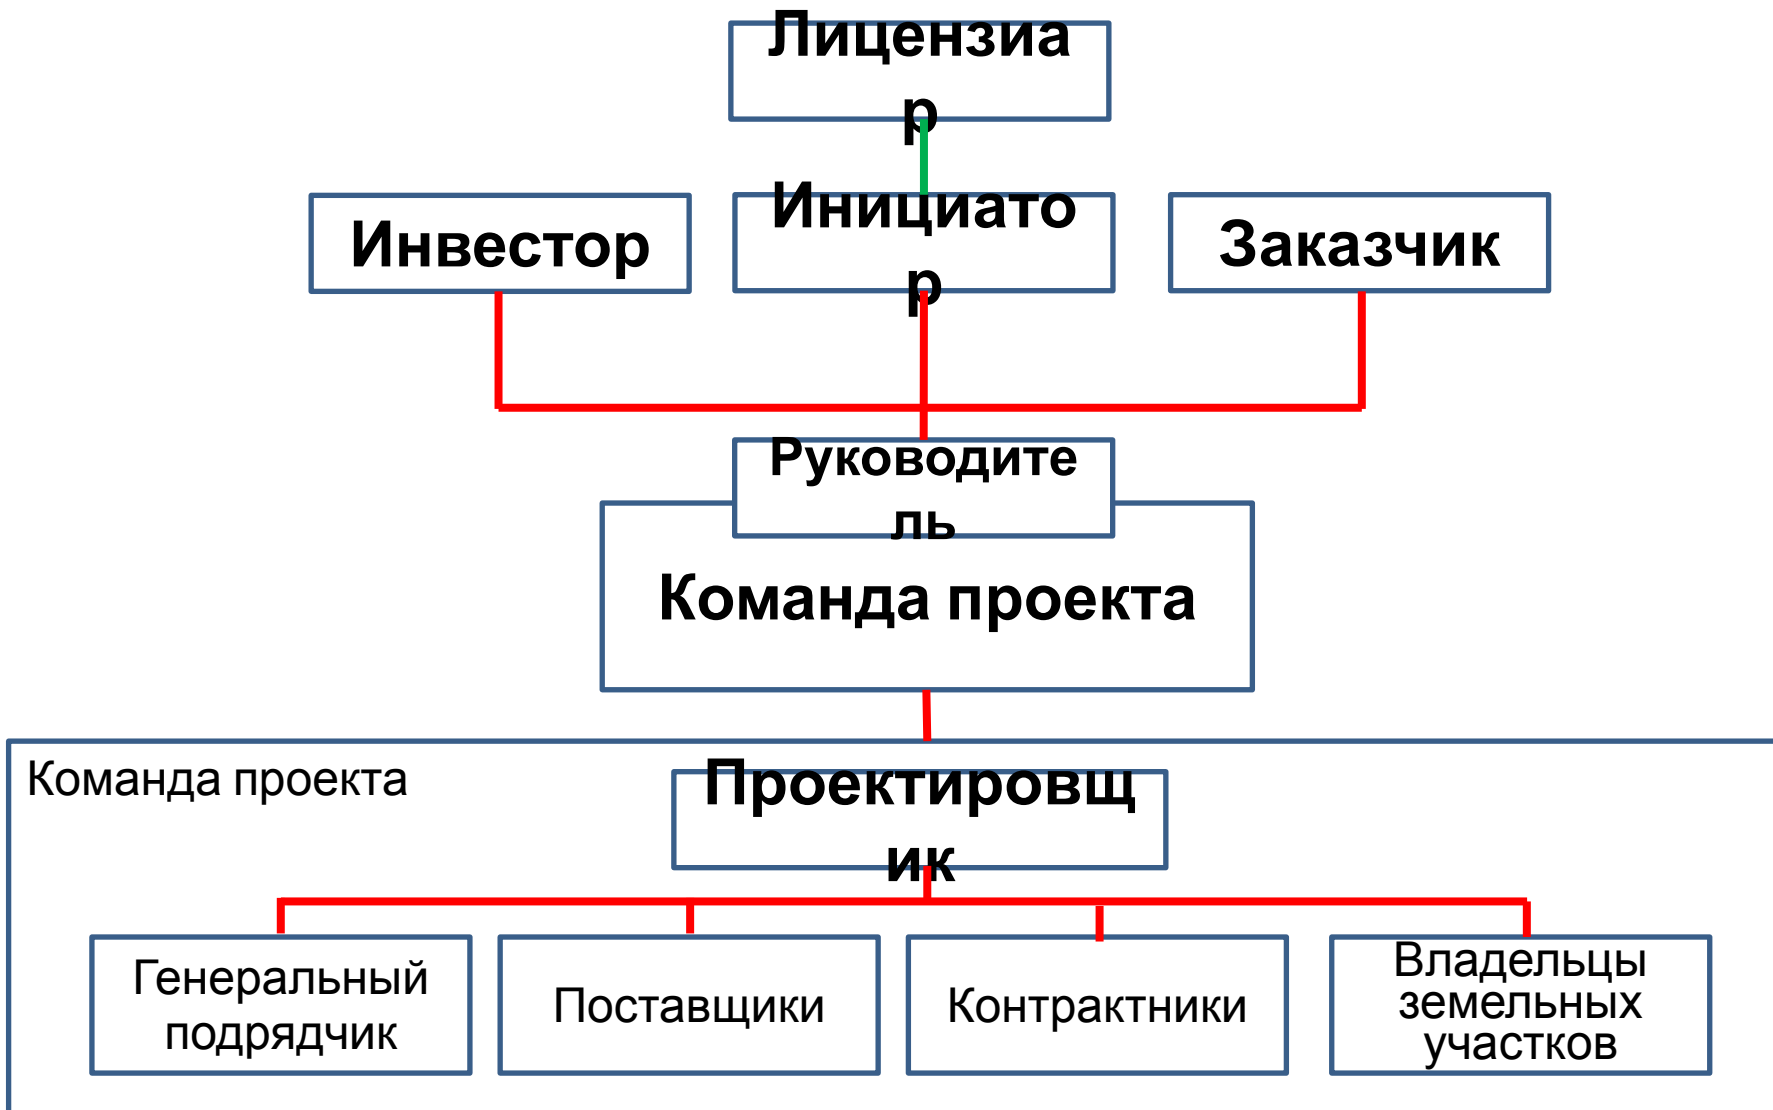 Лицензиа
р
Инвестор
Инициато
р
Заказчик
Руководите
ль
Команда проекта
Команда проекта
Проектировщ
ик
Генеральный
подрядчик
Поставщики
Контрактники
Владельцы
земельных
участков